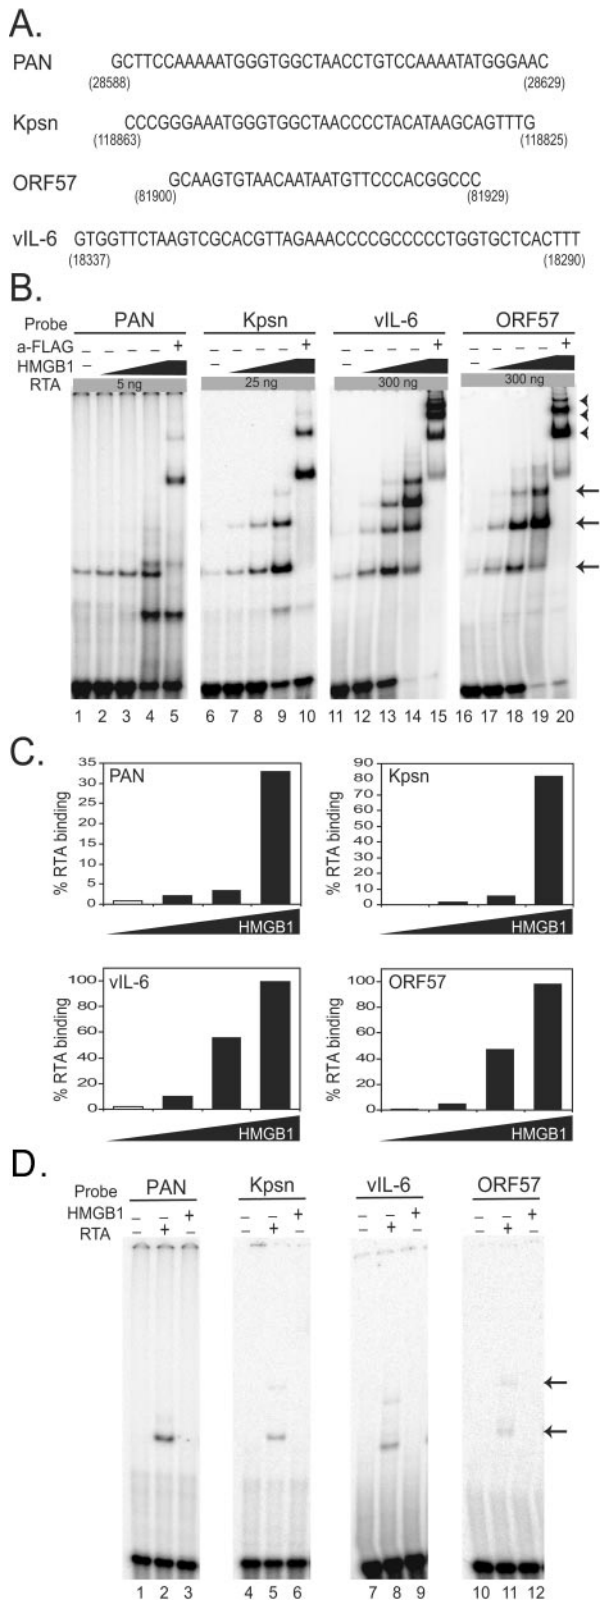 A.
PAN GCTTCCAAAAATGGGTGGCTAACCTGTCCAAAATATGGGAAC
(28588) (28629)
Kpsn CCCGGGAAATGGGTGGCTAACCCCTACATAAGCAGTTTG
(118863) (118825)
ORF57 GCAAGTGTAACAATAATGTTCCCACGGCCC
(81900) (81929)
vIL-6 GTGGTTCTAAGTCGCACGTTAGAAACCCCGCCCCCTGGTGCTCACTTT
(18337) (18290)
B.
Probe PAN Kpsn vIL-6 ORF57
a-FLAG – – – – + – – – – + – – – – + – – – – +
HMGB1 – – – –
RTA 5 ng 25 ng 300 ng 300 ng
1 2 3 4 5 6 7 8 9 10 11 12 13 14 15 16 17 18 19 20
C.
PAN
% RTA binding
35
30
25
20
15
10
5
0
HMGB1
Kpsn
% RTA binding
90
80
70
60
50
40
30
20
10
0
HMGB1
vIL-6
% RTA binding
100
80
60
40
20
0
HMGB1
ORF57
% RTA binding
100
80
60
40
20
0
HMGB1
D.
Probe PAN Kpsn vIL-6 ORF57
HMGB1 – – + – – + – – + – – +
RTA – + – – + – – + – – + –
1 2 3 4 5 6 7 8 9 10 11 12